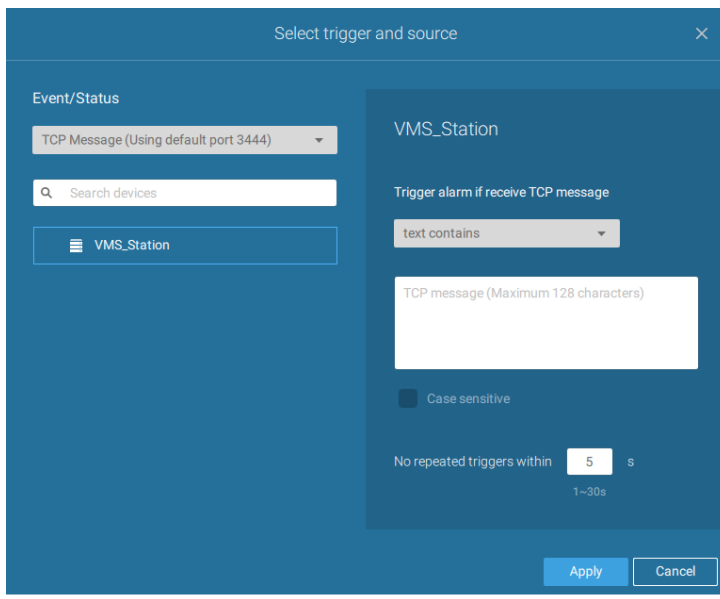 Select trigger and source
Event/Status
TCP Message (Using default port 3444)
Search devices
VMS_Station
VMS_Station
Trigger alarm if receive TCP message
text contains
TCP message (Maximum 128 characters)
Case sensitive
No repeated triggers within 5 s
1~30s
Apply Cancel